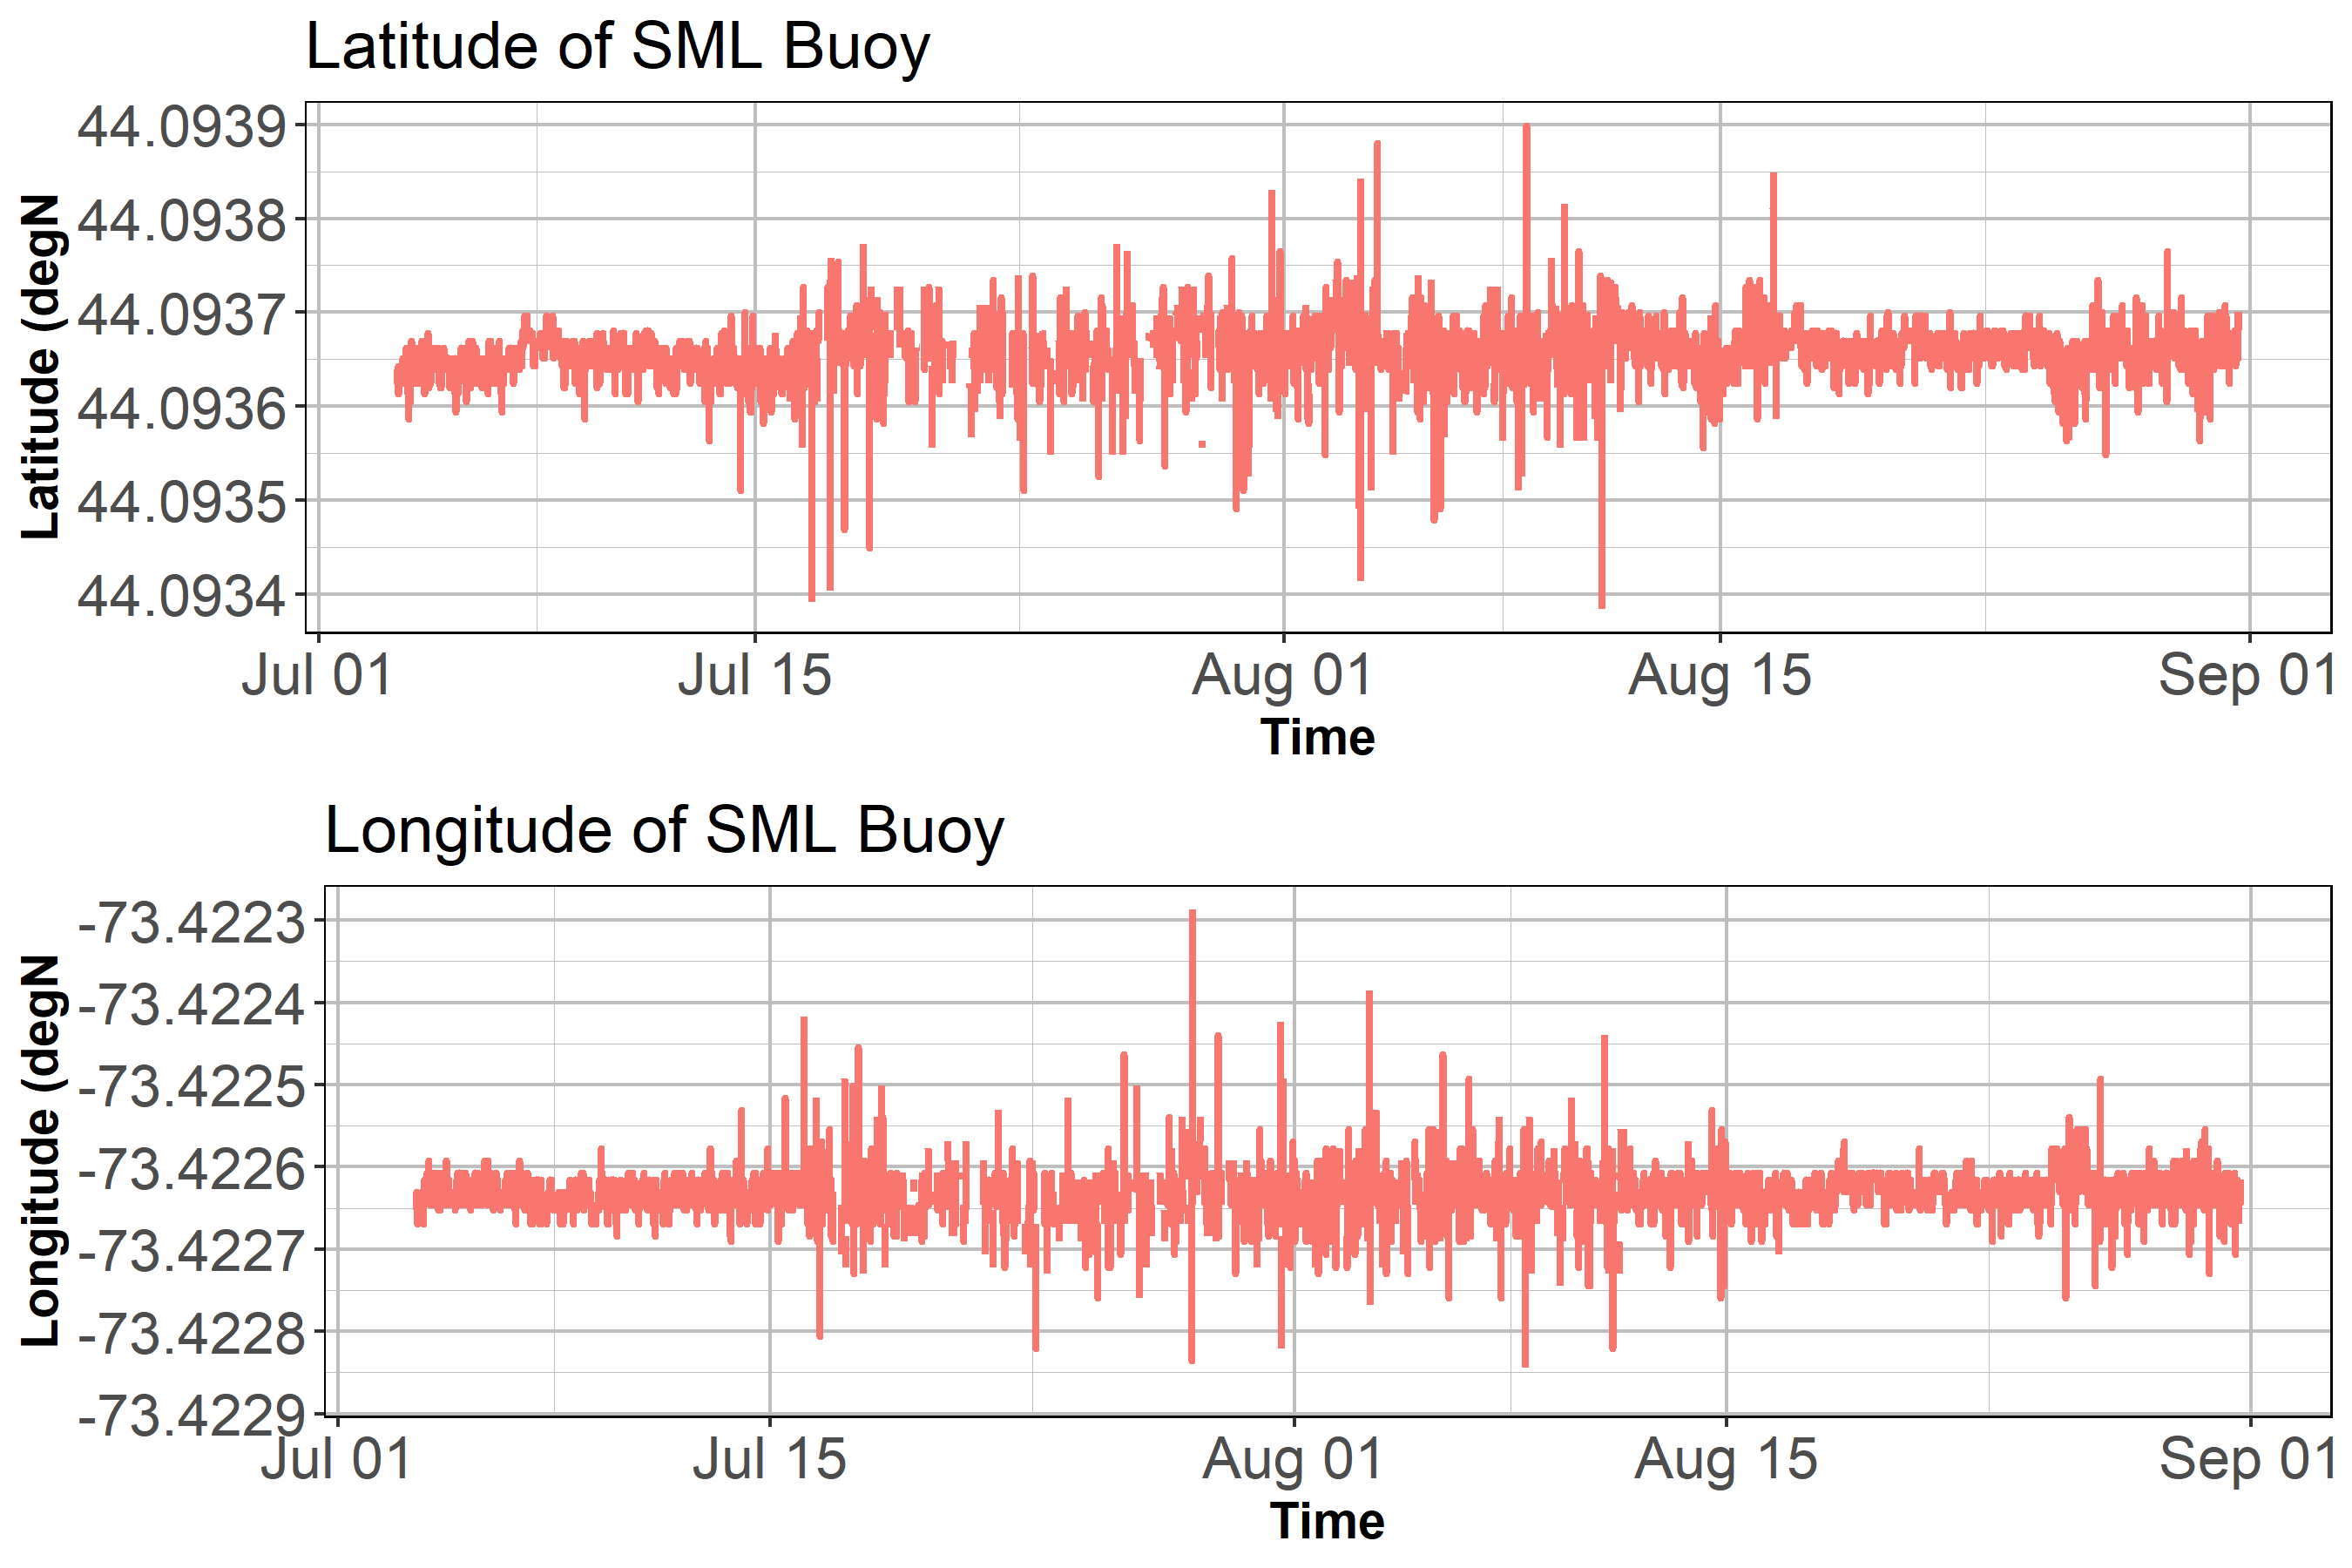 Latitude of SML Buoy
Latitude (degN
44.0939
44.0938
44.0937
44.0936
44.0935
44.0934
Jul 01 Jul 15 Aug 01 Aug 15 Sep 01
Time
Longitude of SML Buoy
Longitude (degN
-73.4223
-73.4224
-73.4225
-73.4226
-73.4227
-73.4228
-73.4229
Jul 01 Jul 15 Aug 01 Aug 15 Sep 01
Time